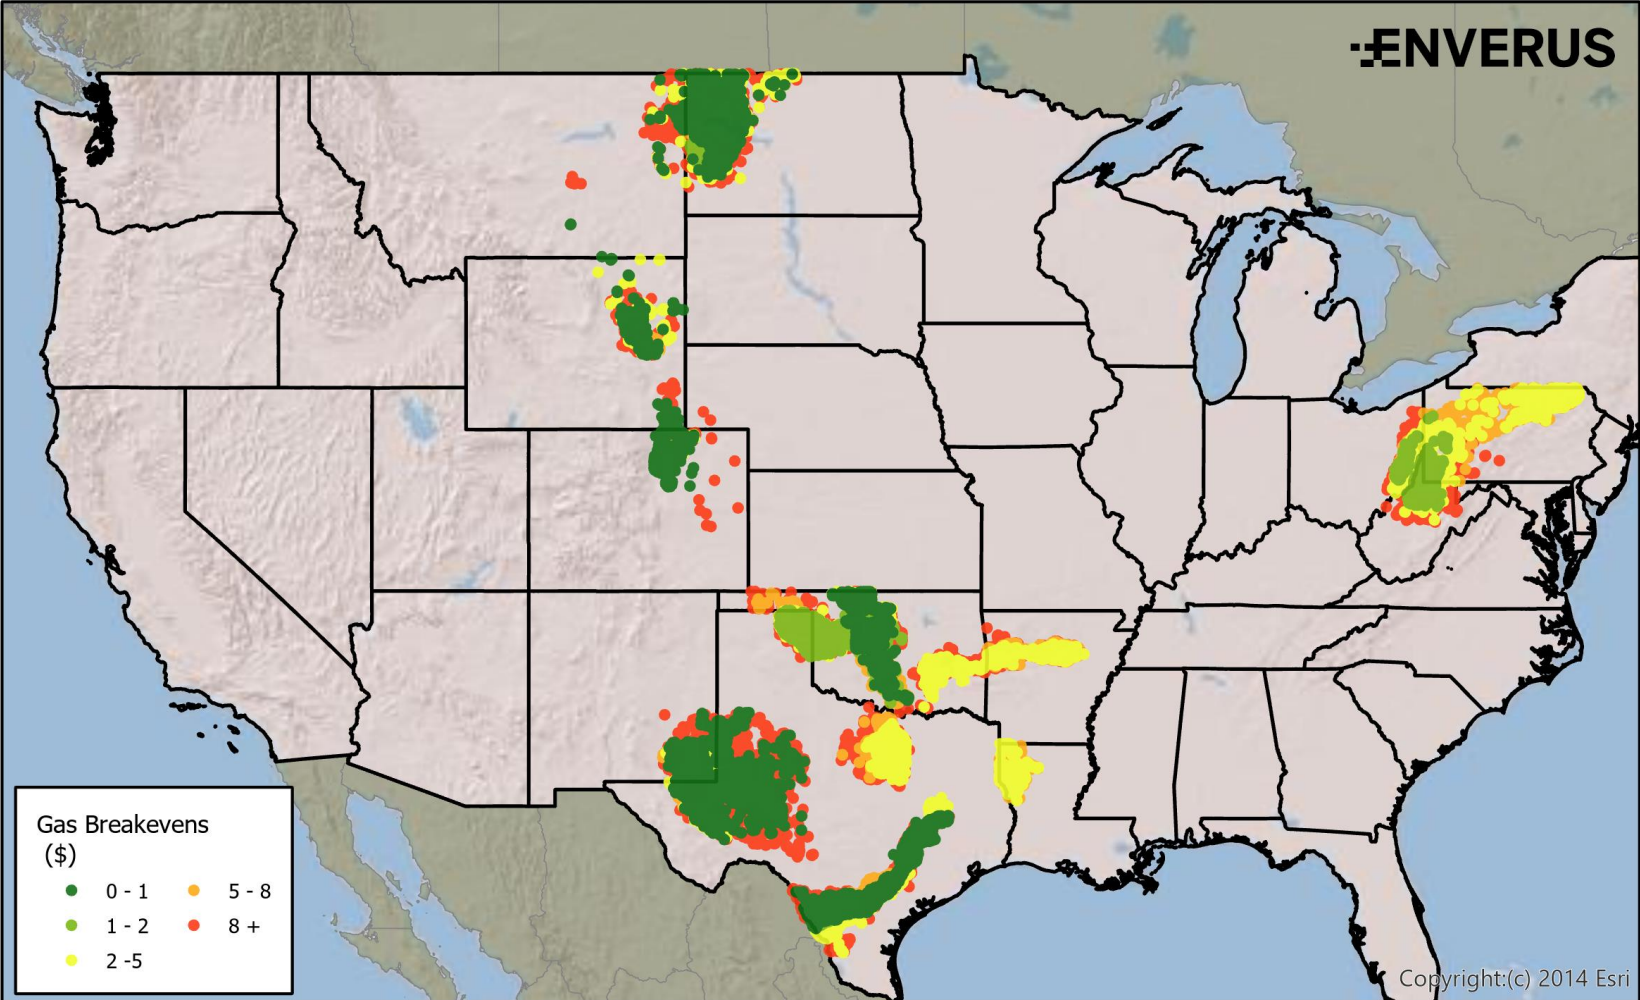 ENVERUS
Gas Breakevens
($)
0 - 1
5 - 8
1 - 2
8 +
2 -5
Copyright:(c) 2014 Esri